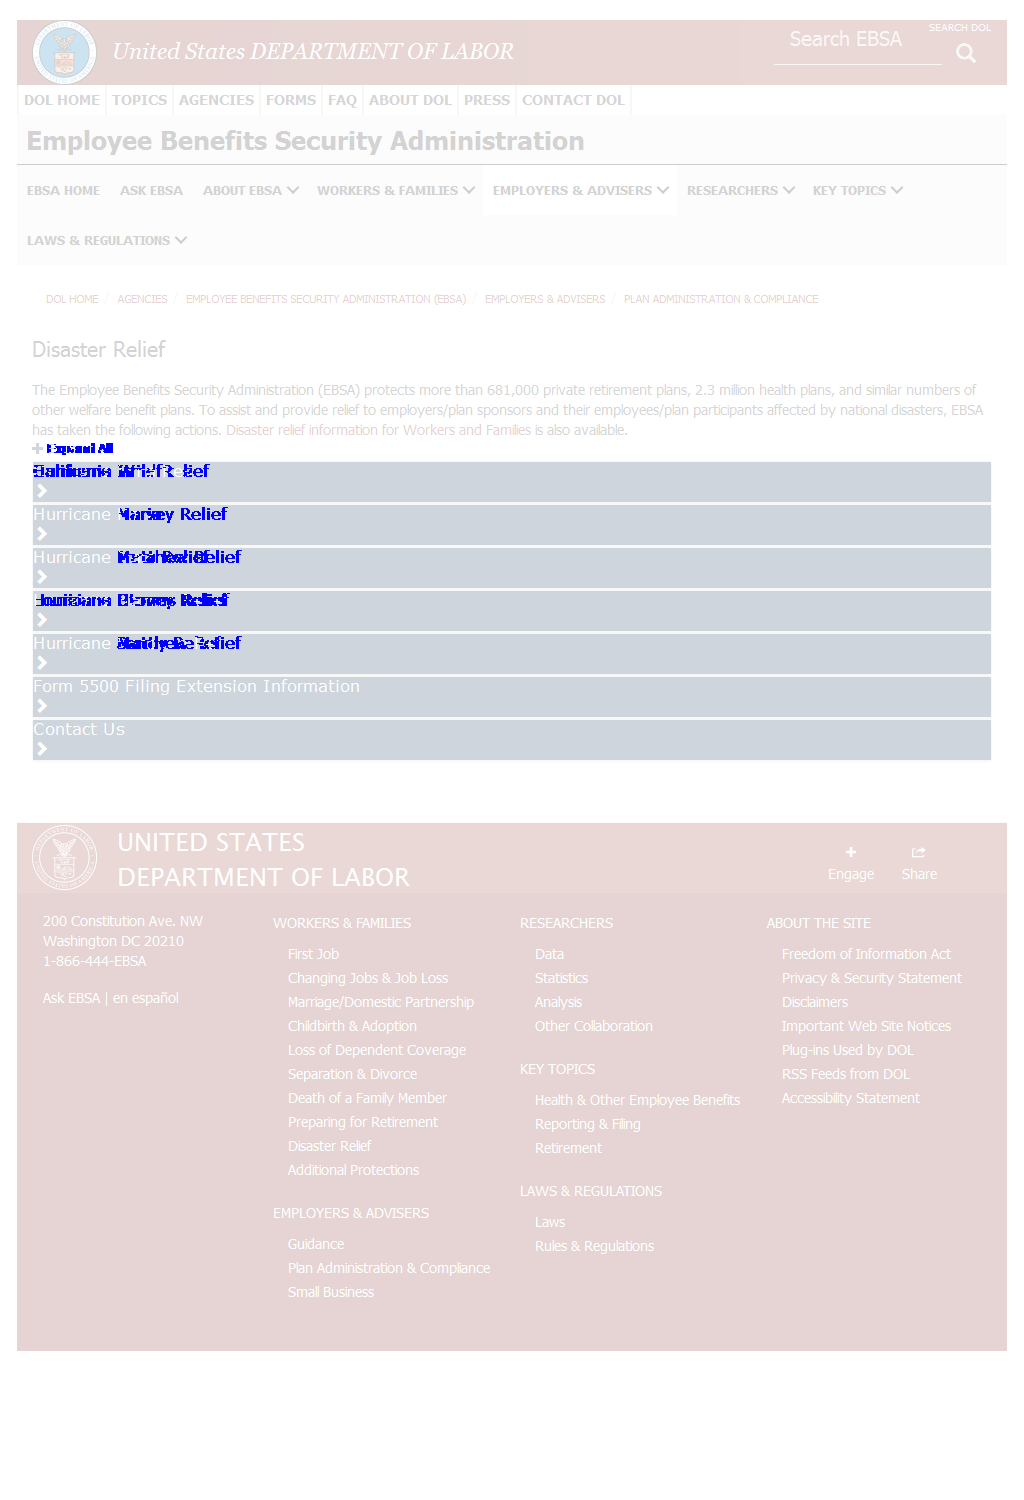 United States DEPARTMENT OF LABOR
Search EBSA
SEARCH DOL
DOL HOME TOPICS AGENCIES FORMS FAQ ABOUT DOL PRESS CONTACT DOL
Employee Benefits Security Administration
EBSA HOME ASK EBSA ABOUT EBSA WORKERS & FAMILIES EMPLOYERS & ADVISERS RESEARCHERS KEY TOPICS
LAWS & REGULATIONS
DOL HOME / AGENCIES / EMPLOYEE BENEFITS SECURITY ADMINISTRATION (EBSA) / EMPLOYERS & ADVISERS / PLAN ADMINISTRATION & COMPLIANCE
Disaster Relief
The Employee Benefits Security Administration (EBSA) protects more than 681,000 private retirement plans, 2.3 million health plans, and similar numbers of
other welfare benefit plans. To assist and provide relief to employers/plan sponsors and their employees/plan participants affected by national disasters, EBSA
has taken the following actions. Disaster relief information for Workers and Families is also available.
All
Hurricane Relief
Hurricane Relief
Relief
Hurricane
Form 5500 Filing Extension Information
Contact Us
UNITED STATES
DEPARTMENT OF LABOR
Engage
Share
200 Constitution Ave. NW
Washington DC 20210
1-866-444-EBSA
Ask EBSA | en español
WORKERS & FAMILIES
First Job
Changing Jobs & Job Loss
Marriage/Domestic Partnership
Childbirth & Adoption
Loss of Dependent Coverage
Separation & Divorce
Death of a Family Member
Preparing for Retirement
Disaster Relief
Additional Protections
EMPLOYERS & ADVISERS
Guidance
Plan Administration & Compliance
Small Business
RESEARCHERS
Data
Statistics
Analysis
Other Collaboration
KEY TOPICS
Health & Other Employee Benefits
Reporting & Filing
Retirement
LAWS & REGULATIONS
Laws
Rules & Regulations
ABOUT THE SITE
Freedom of Information Act
Privacy & Security Statement
Disclaimers
Important Web Site Notices
Plug-ins Used by DOL
RSS Feeds from DOL
Accessibility Statement